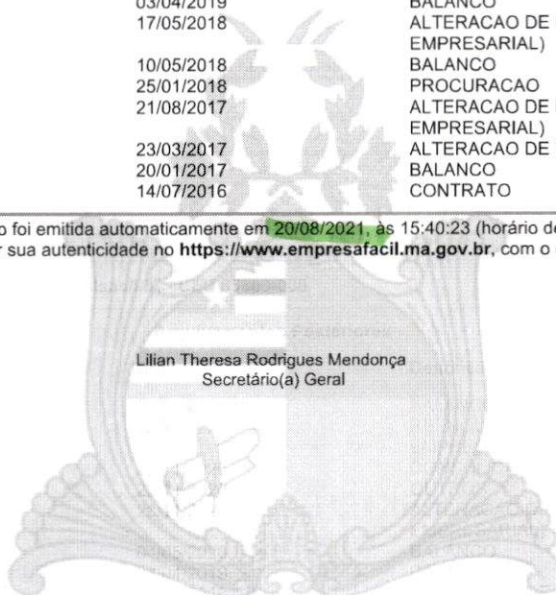 03/04/2019 BALANCO
17/05/2018 ALTERACAO DE
EMPRESARIAL)
10/05/2018 BALANCO
25/01/2018 PROCURACAO
21/08/2017 ALTERACAO DE
EMPRESARIAL)
23/03/2017 ALTERACAO DE
20/01/2017 BALANCO
14/07/2016 CONTRATO
o foi emitida automaticamente em 20/08/2021, às 15:40:23 (horário de
r sua autenticidade no https://www.empresafacil.ma.gov.br, com o
Lilian Theresa Rodrigues Mendonça
Secretário(a) Geral